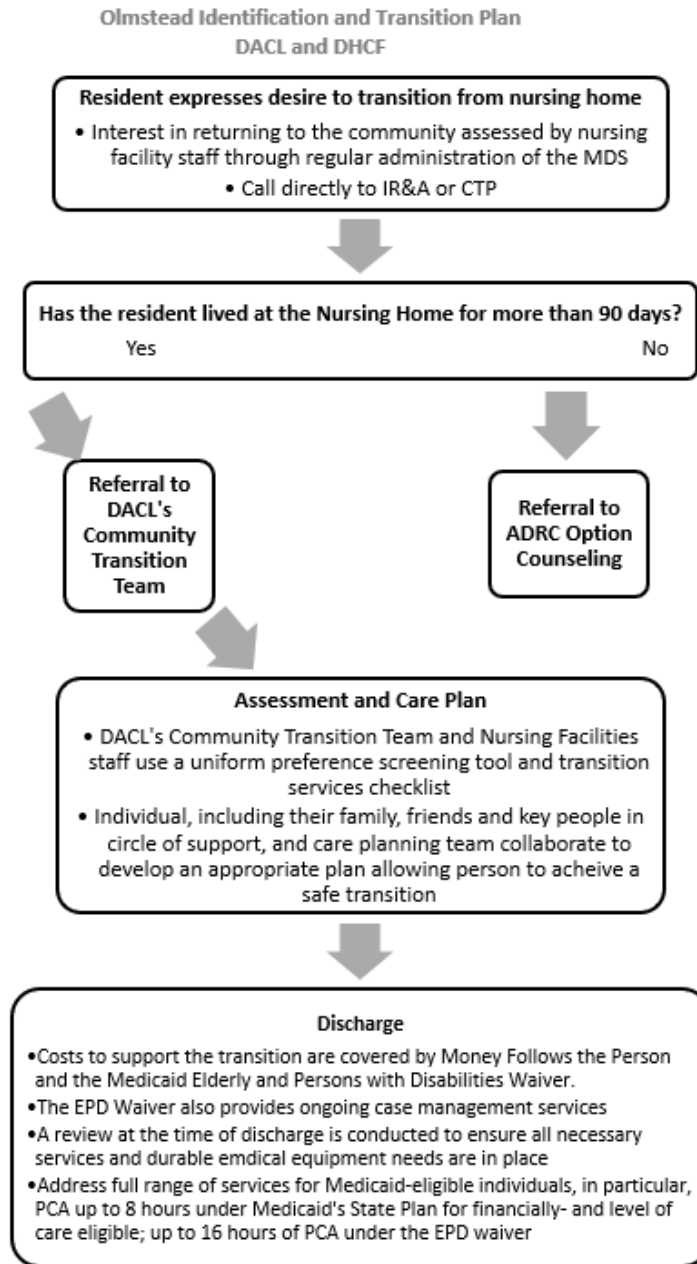 Olmstead Identification and Transition Plan
DACL and DHCF
Resident expresses desire to transition from nursing home
• Interest in returning to the community assessed by nursing
facility staff through regular administration of the MDS
• Call directly to IR&A or CTP
Has the resident lived at the Nursing Home for more than 90 days?
Yes No
Referral to
DACL's
Community
Transition
Team
Referral to
ADRC Option
Counseling
Assessment and Care Plan
• DACL's Community Transition Team and Nursing Facilities
staff use a uniform preference screening tool and transition
services checklist
• Individual, including their family, friends and key people in
circle of support, and care planning team collaborate to
develop an appropriate plan allowing person to acheive a
safe transition
Discharge
•Costs to support the transition are covered by Money Follows the Person
and the Medicaid Elderly and Persons with Disabilities Waiver.
•The EPD Waiver also provides ongoing case management services
•A review at the time of discharge is conducted to ensure all necessary
services and durable emdical equipment needs are in place
•Address full range of services for Medicaid-eligible individuals, in particular,
PCA up to 8 hours under Medicaid's State Plan for financially- and level of
care eligible; up to 16 hours of PCA under the EPD waiver